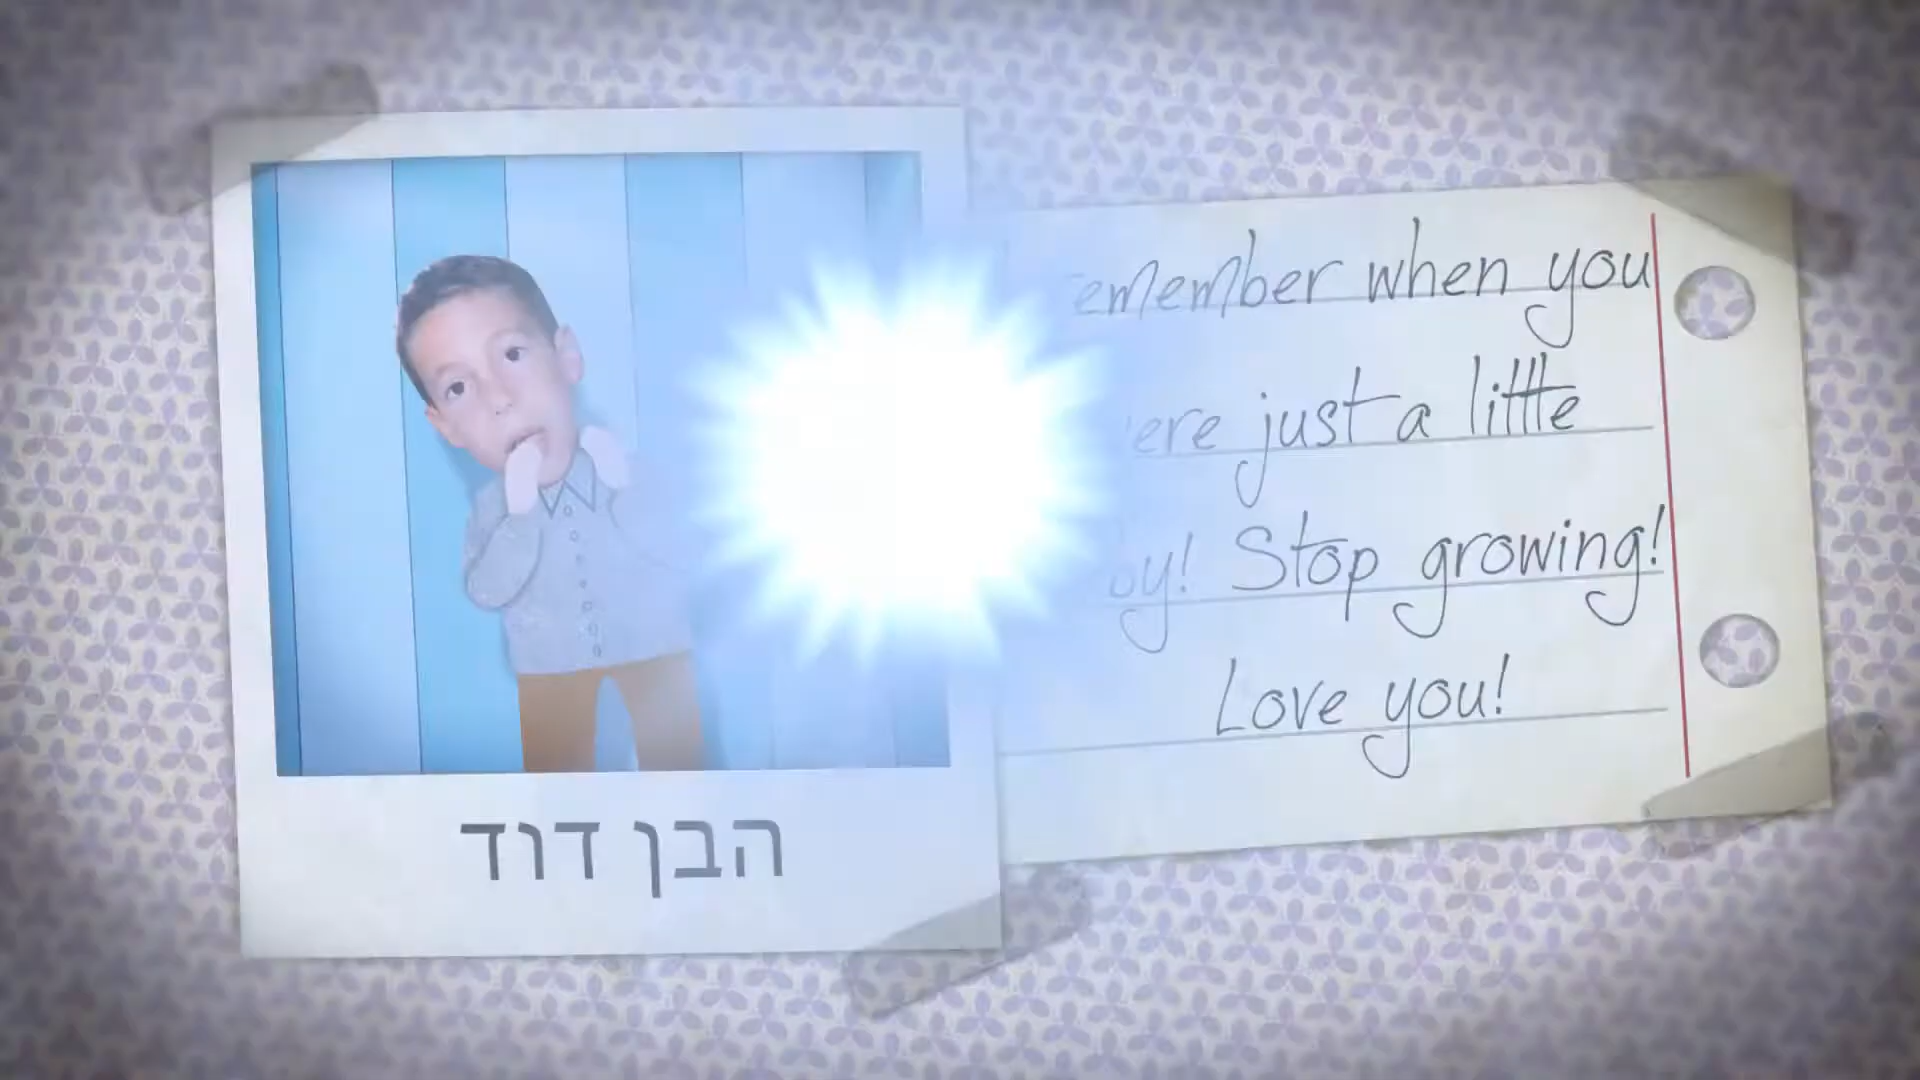 הבן דוד
when you
just a little
Stop growing!
Love you!